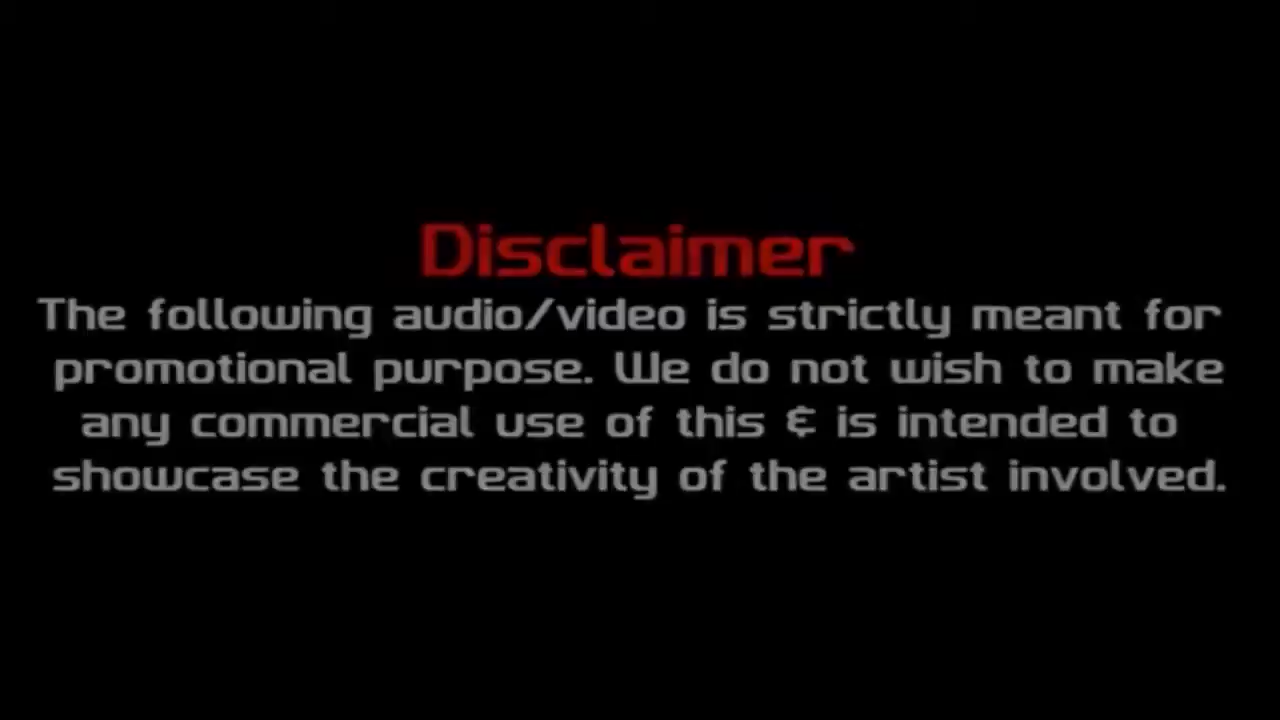 Disclaimer
The following audio/video is strictly meant for
promotional purpose. We do not wish to make
any commercial use of this & is intended to
showcase the creativity of the artist involved.